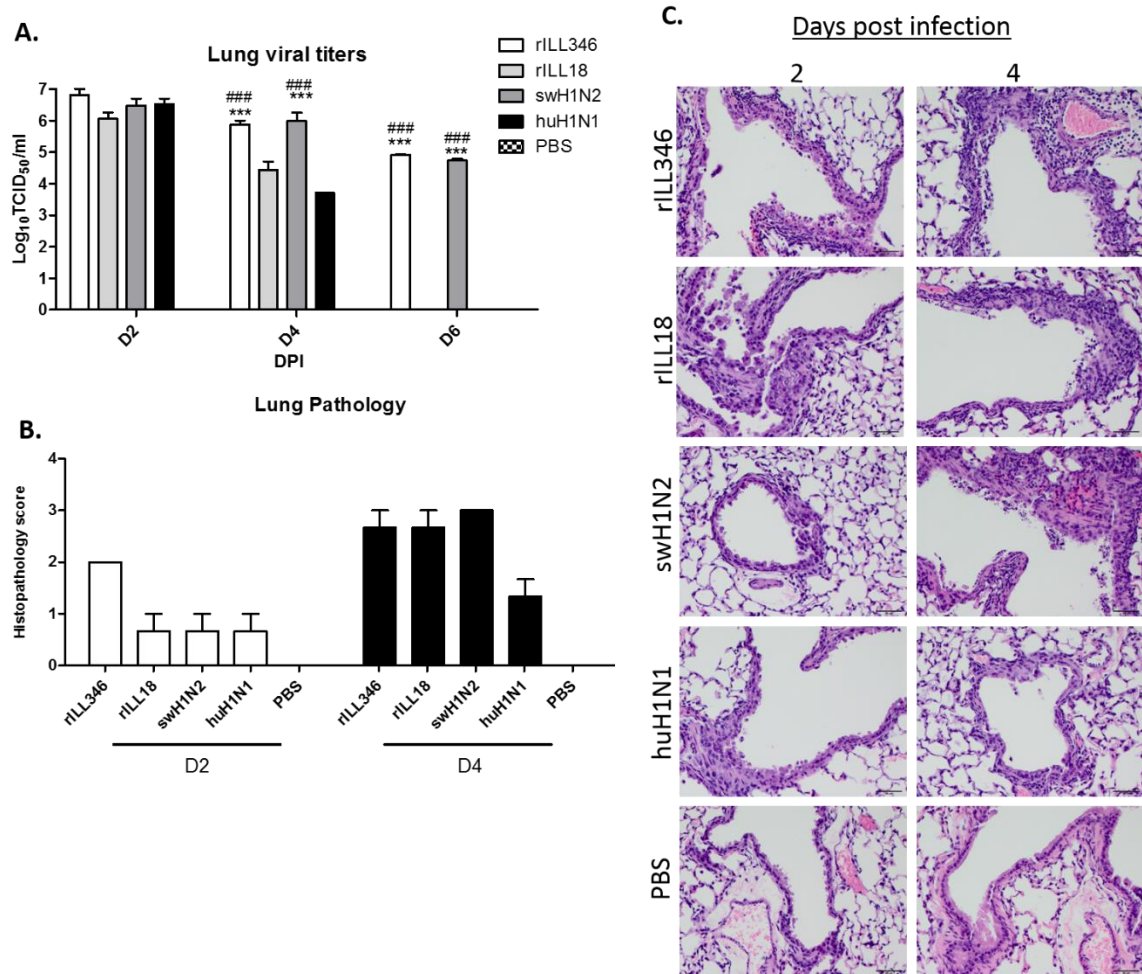 A.
Lung viral titers
rILL346
rILL18
swH1N2
huH1N1
PBS
Log10TCID50/ml
7
6
5
4
3
2
1
0
###
***
###
***
###
***
###
***
D2
D4
D6
DPI
B.
Lung Pathology
Histopathology score
4
3
2
1
0
rILL346
rILL18
swH1N2
huH1N1
PBS
rILL346
rILL18
swH1N2
huH1N1
PBS
D2
D4
C.
Days post infection
2 4
rILL346
rILL18
swH1N2
huH1N1
PBS